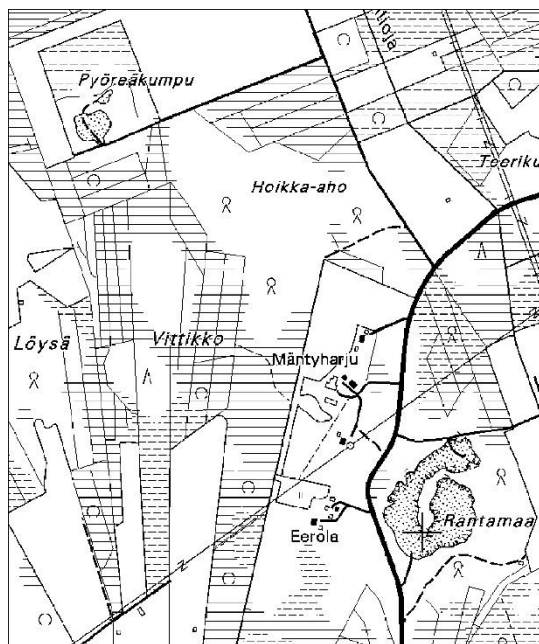 Pyöreäkumpu
Hoikka-aho
Löysä
Vittikko
Mäntyharju
Eerola
Rantamaa